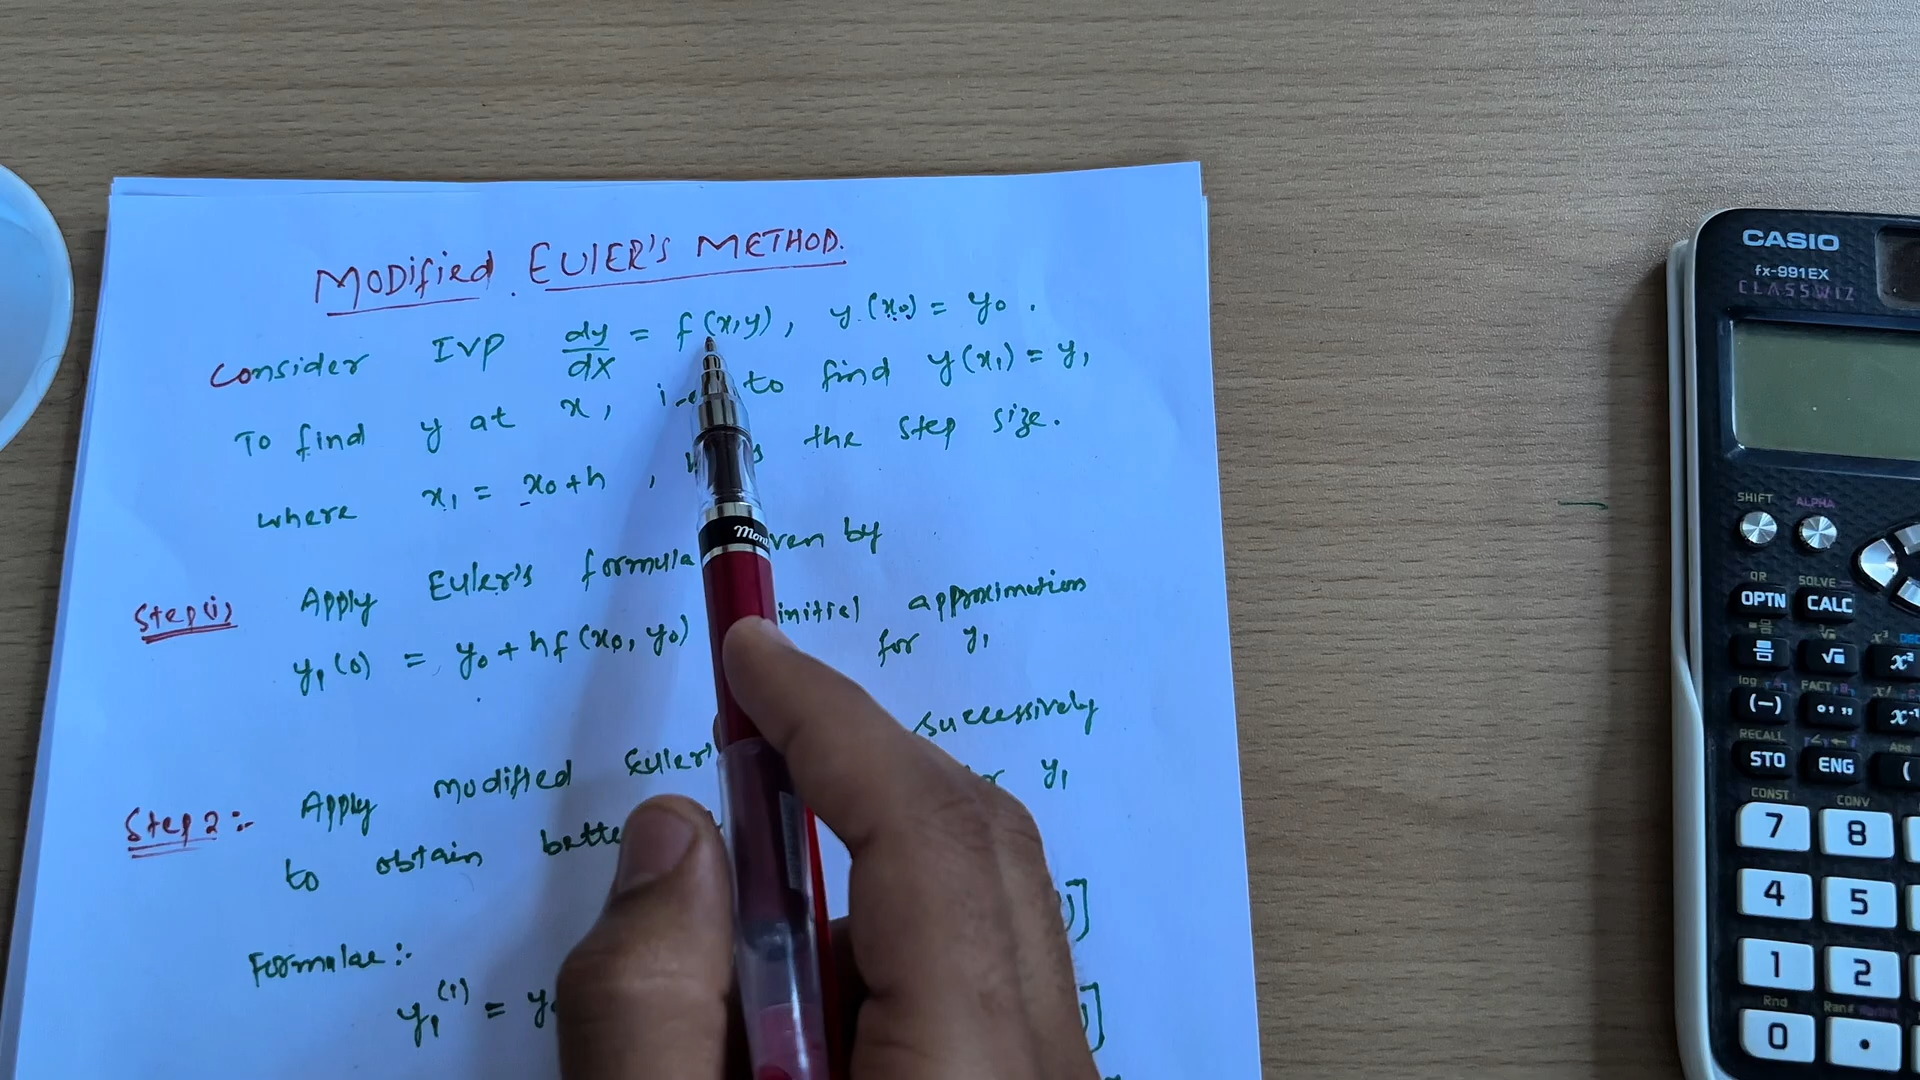 MODified EULER'S METHOD.
Consider IVP dy/dx = f(x,y), y(x0) = y0.
To find y at x, to find y(x1) = y1
where x1 = x0+h, the step size.
Step(i) Apply Euler's formula by
y1(0) = y0+hf(x0, y0) initial approximation
for y1
Step 2:- Apply modified Euler's successively
to obtain y1
Formulae:-
y1(1) =
CASIO
fx-991EX
CLASSWIZ
SHIFT ALPHA
OPTN SOLVE CALC
log FACT
(-)
RECALL
STO ENG
CONST CONV
7 8
4 5
1 2
Rnd Ran#
0 .